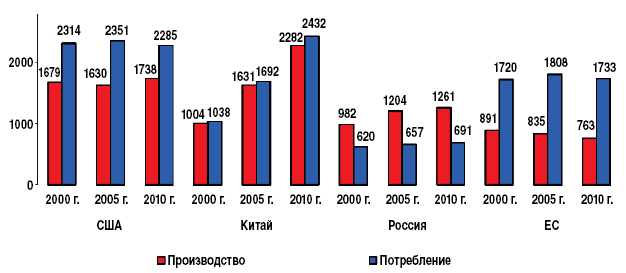 2314 2351 2285 2432
2282
1679 1630 1738 1631 1692 1720 1808 1733
1004 1038 982 620 1204 657 1261 691 891 835 763
2000
1000
0
2000 г. 2005 г. 2010 г. 2000 г. 2005 г. 2010 г. 2000 г. 2005 г. 2010 г. 2000 г. 2005 г. 2010 г.
США Китай Россия ЕС
Производство Потребление